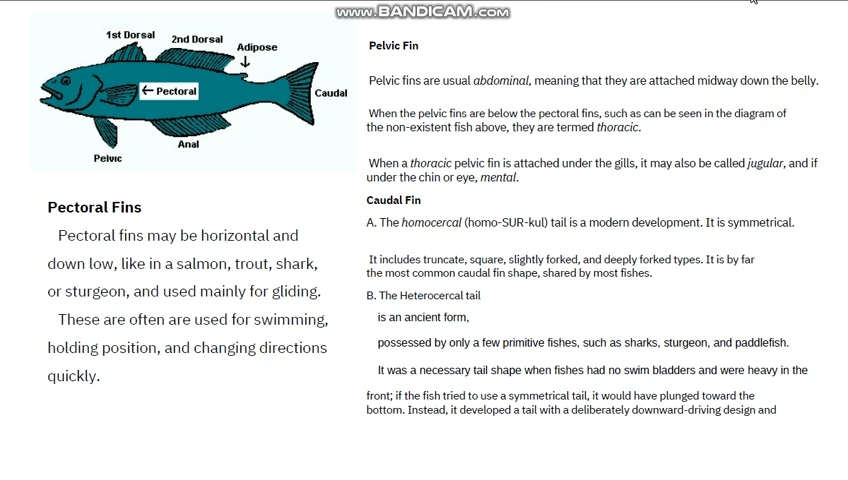 www.BANDICAM.com
1st Dorsal
2nd Dorsal
Adipose
Pectoral
Caudal
Pelvic
Anal
Pectoral Fins
Pectoral fins may be horizontal and
down low, like in a salmon, trout, shark,
or sturgeon, and used mainly for gliding.
These are often are used for swimming,
holding position, and changing directions
quickly.
Pelvic Fin
Pelvic fins are usual abdominal, meaning that they are attached midway down the belly.
When the pelvic fins are below the pectoral fins, such as can be seen in the diagram of
the non-existent fish above, they are termed thoracic.
When a thoracic pelvic fin is attached under the gills, it may also be called jugular, and if
under the chin or eye, mental.
Caudal Fin
A. The homocercal (homo-SUR-kul) tail is a modern development. It is symmetrical.
It includes truncate, square, slightly forked, and deeply forked types. It is by far
the most common caudal fin shape, shared by most fishes.
B. The Heterocercal tail
is an ancient form,
possessed by only a few primitive fishes, such as sharks, sturgeon, and paddlefish.
It was a necessary tail shape when fishes had no swim bladders and were heavy in the
front; if the fish tried to use a symmetrical tail, it would have plunged toward the
bottom. Instead, it developed a tail with a deliberately downward-driving design and